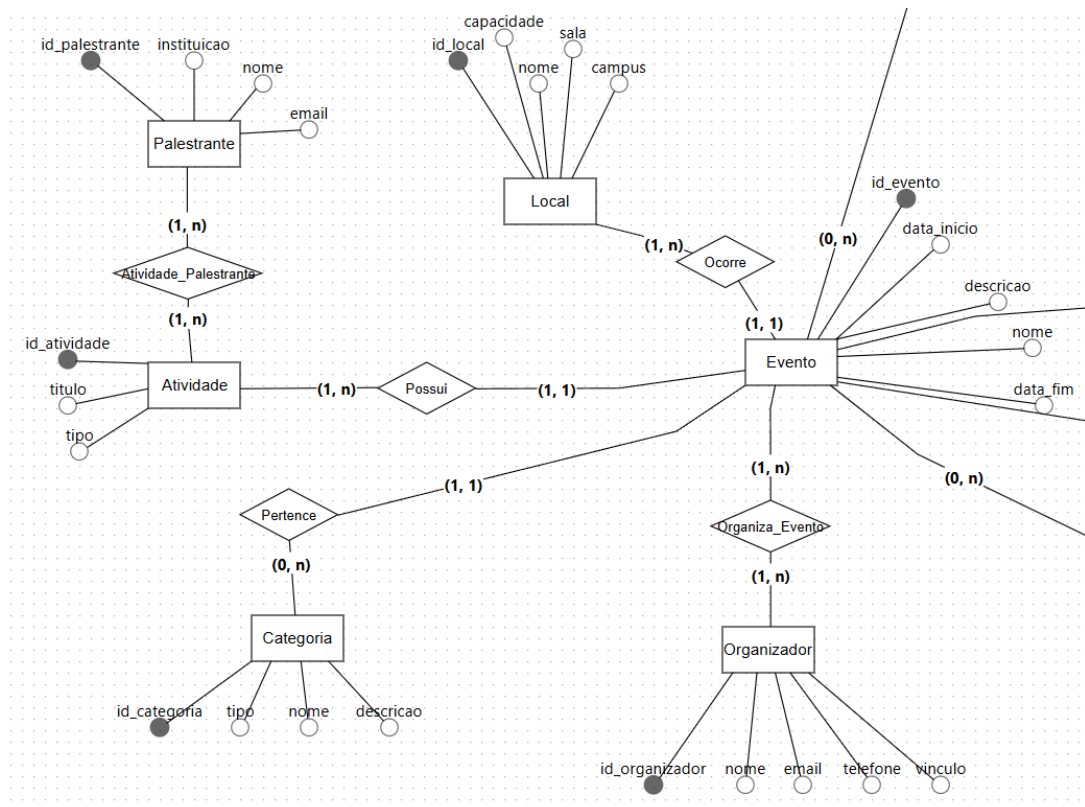 capacidade
id_palestrante instituicao
id_local sala
nome nome campus
email
Palestrante
Local
id_evento
(1, n)
(1, n)
(0, n)
data_inicio
Atividade_Palestrante
Ocorre
descricao
(1, n)
(1, 1)
nome
id_atividade
Atividade
Evento
titulo
(1, n)
Possui
(1, 1)
data_fim
tipo
(1, n)
(0, n)
(1, 1)
Pertence
Organiza_Evento
(0, n)
(1, n)
Categoria
Organizador
id_categoria tipo nome descricao
id_organizador nome email telefone vinculo